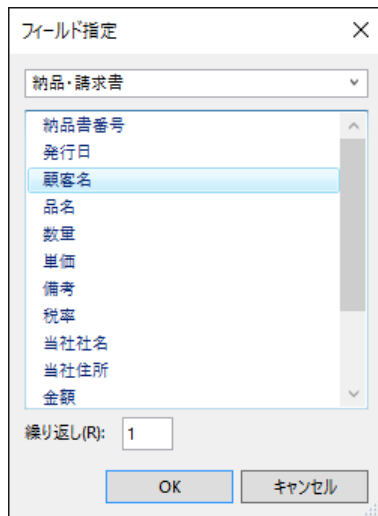 フィールド指定
納品・請求書
納品書番号
発行日
顧客名
品名
数量
単価
備考
税率
当社社名
当社住所
金額
繰り返し(R): 1
OK キャンセル